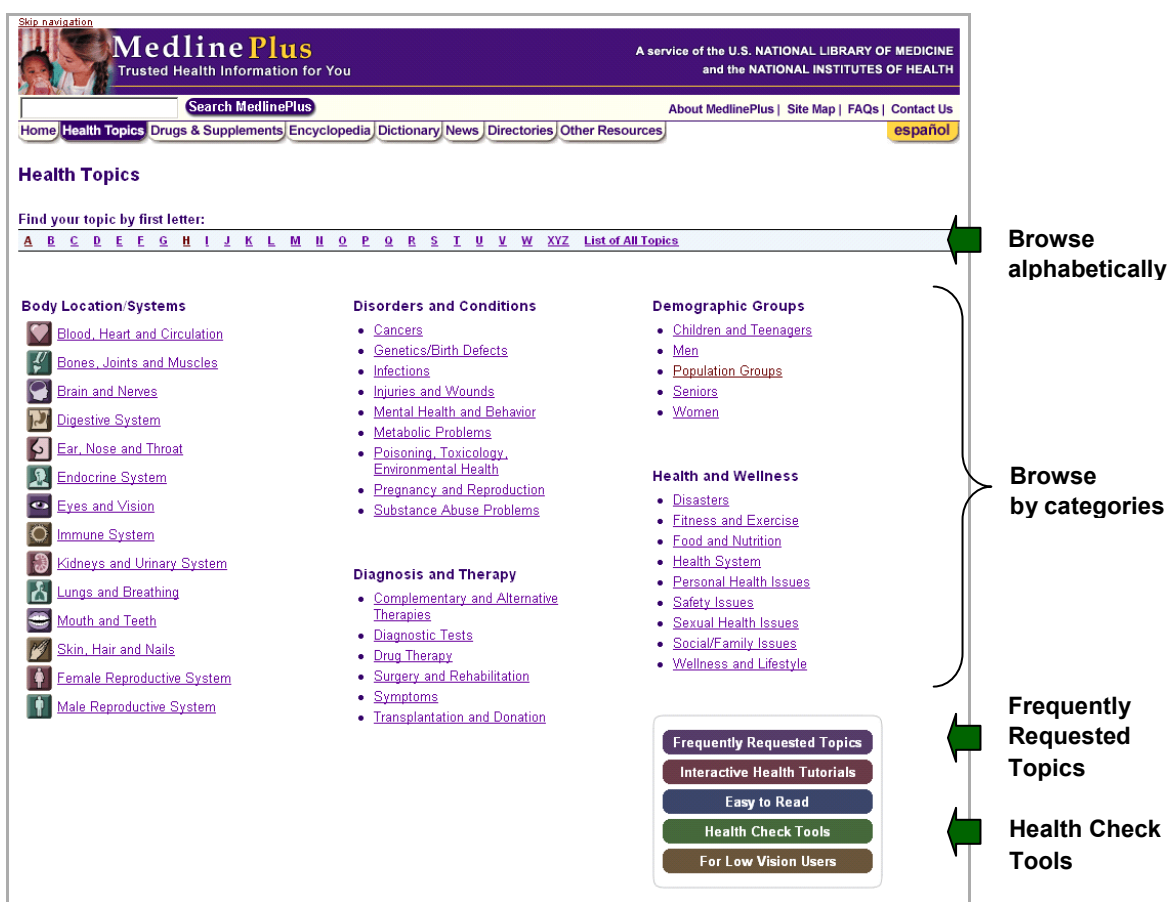 Skip navigation
MedlinePlus
Trusted Health Information for You
A service of the U.S. NATIONAL LIBRARY OF MEDICINE
and the NATIONAL INSTITUTES OF HEALTH
Search MedlinePlus
About MedlinePlus | Site Map | FAQs | Contact Us
Home Health Topics Drugs & Supplements Encyclopedia Dictionary News Directories Other Resources español
Health Topics
Find your topic by first letter:
A B C D E F G H I J K L M N O P Q R S T U V W XYZ List of All Topics
Browse
alphabetically
Body Location/Systems
Blood, Heart and Circulation
Bones, Joints and Muscles
Brain and Nerves
Digestive System
Ear, Nose and Throat
Endocrine System
Eyes and Vision
Immune System
Kidneys and Urinary System
Lungs and Breathing
Mouth and Teeth
Skin, Hair and Nails
Female Reproductive System
Male Reproductive System
Disorders and Conditions
• Cancers
• Genetics/Birth Defects
• Infections
• Injuries and Wounds
• Mental Health and Behavior
• Metabolic Problems
• Poisoning, Toxicology,
Environmental Health
• Pregnancy and Reproduction
• Substance Abuse Problems
Diagnosis and Therapy
• Complementary and Alternative
Therapies
• Diagnostic Tests
• Drug Therapy
• Surgery and Rehabilitation
• Symptoms
• Transplantation and Donation
Demographic Groups
• Children and Teenagers
• Men
• Population Groups
• Seniors
• Women
Health and Wellness
• Disasters
• Fitness and Exercise
• Food and Nutrition
• Health System
• Personal Health Issues
• Safety Issues
• Sexual Health Issues
• Social/Family Issues
• Wellness and Lifestyle
Browse
by categories
Frequently Requested Topics
Interactive Health Tutorials
Easy to Read
Health Check Tools
For Low Vision Users
Frequently
Requested
Topics
Health Check
Tools